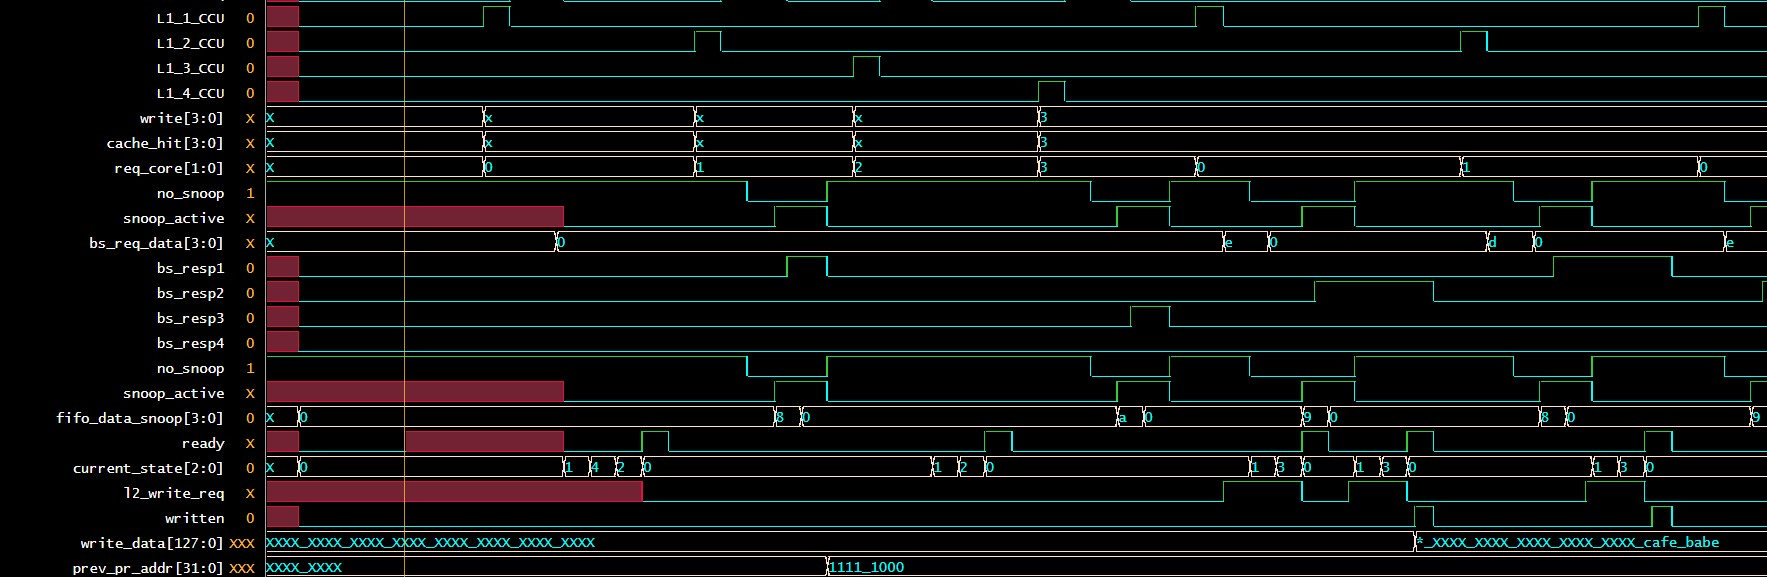 L1_1_CCU 0
L1_2_CCU 0
L1_3_CCU 0
L1_4_CCU 0
write[3:0] X X x x x 3
cache_hit[3:0] X X x x x 3
req_core[1:0] X X 0 1 2 3 0 1 0
no_snoop 1
snoop_active X
bs_req_data[3:0] X X 0 e 0 d 0 e
bs_resp1 0
bs_resp2 0
bs_resp3 0
bs_resp4 0
no_snoop 1
snoop_active X
fifo_data_snoop[3:0] 0 X 0 8 0 a 0 9 0 8 0 9
ready X
current_state[2:0] 0 X 0 1 4 2 0 1 2 0 1 3 0 1 3 0 1 3 0
l2_write_req X
written 0
write_data[127:0] XXX XXXX_XXXX_XXXX_XXXX_XXXX_XXXX_XXXX_XXXX *_XXXX_XXXX_XXXX_XXXX_XXXX_cafe_babe
prev_pr_addr[31:0] XXX XXXX_XXXX 1111_1000